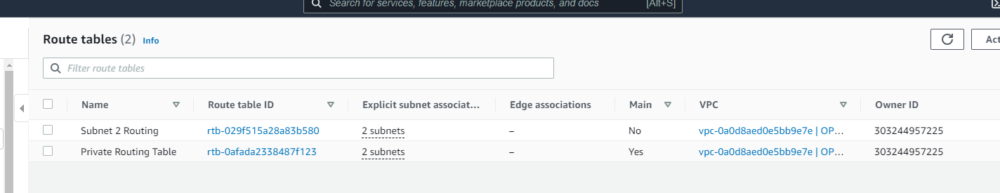 Search for services, features, marketplace products, and docs [Alt+S]
Route tables (2) Info
Act
Filter route tables
Name Route table ID Explicit subnet associat... Edge associations Main VPC Owner ID
Subnet 2 Routing rtb-029f515a28a83b580 2 subnets – No vpc-0a0d8aed0e5bb9e7e | OP... 303244957225
Private Routing Table rtb-0afada2338487f123 2 subnets – Yes vpc-0a0d8aed0e5bb9e7e | OP... 303244957225